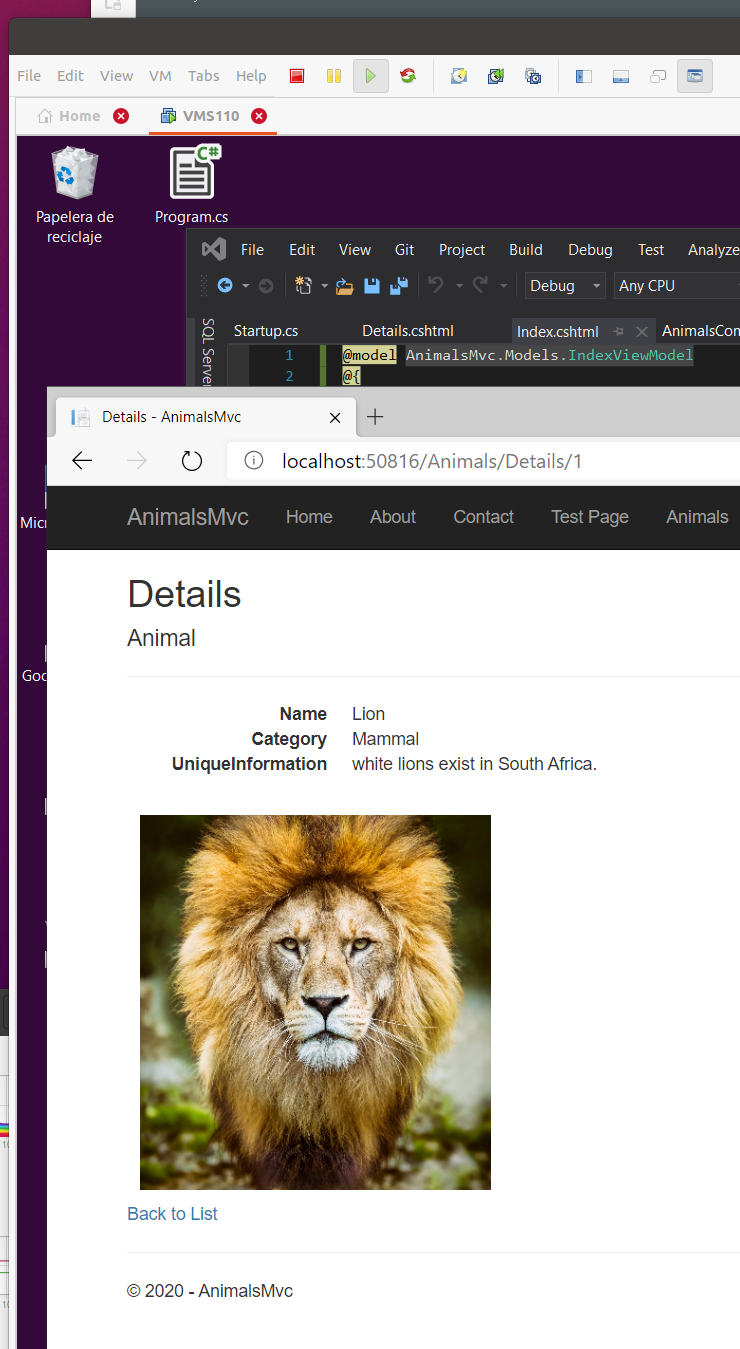 File Edit View VM Tabs Help
Home VMS110
Papelera de reciclaje
Program.cs
File Edit View Git Project Build Debug Test Analyze
Debug Any CPU
SQL Server
Startup.cs Details.cshtml Index.cshtml AnimalsCon
1 @model AnimalsMvc.Models.IndexViewModel
2 @{
Details - AnimalsMvc
localhost:50816/Animals/Details/1
Micr
Goo
AnimalsMvc Home About Contact Test Page Animals
Details
Animal
Name Lion
Category Mammal
UniqueInformation white lions exist in South Africa.
Back to List
© 2020 - AnimalsMvc